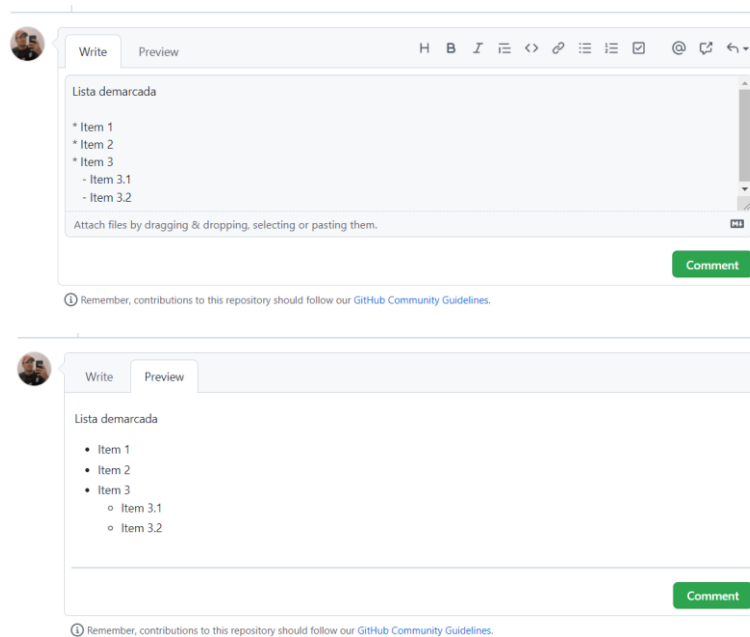 Write Preview
Lista demarcada
* Item 1
* Item 2
* Item 3
- Item 3.1
- Item 3.2
Attach files by dragging & dropping, selecting or pasting them.
Comment
Remember, contributions to this repository should follow our GitHub Community Guidelines.
Write Preview
Lista demarcada
• Item 1
• Item 2
• Item 3
○ Item 3.1
○ Item 3.2
Comment
Remember, contributions to this repository should follow our GitHub Community Guidelines.